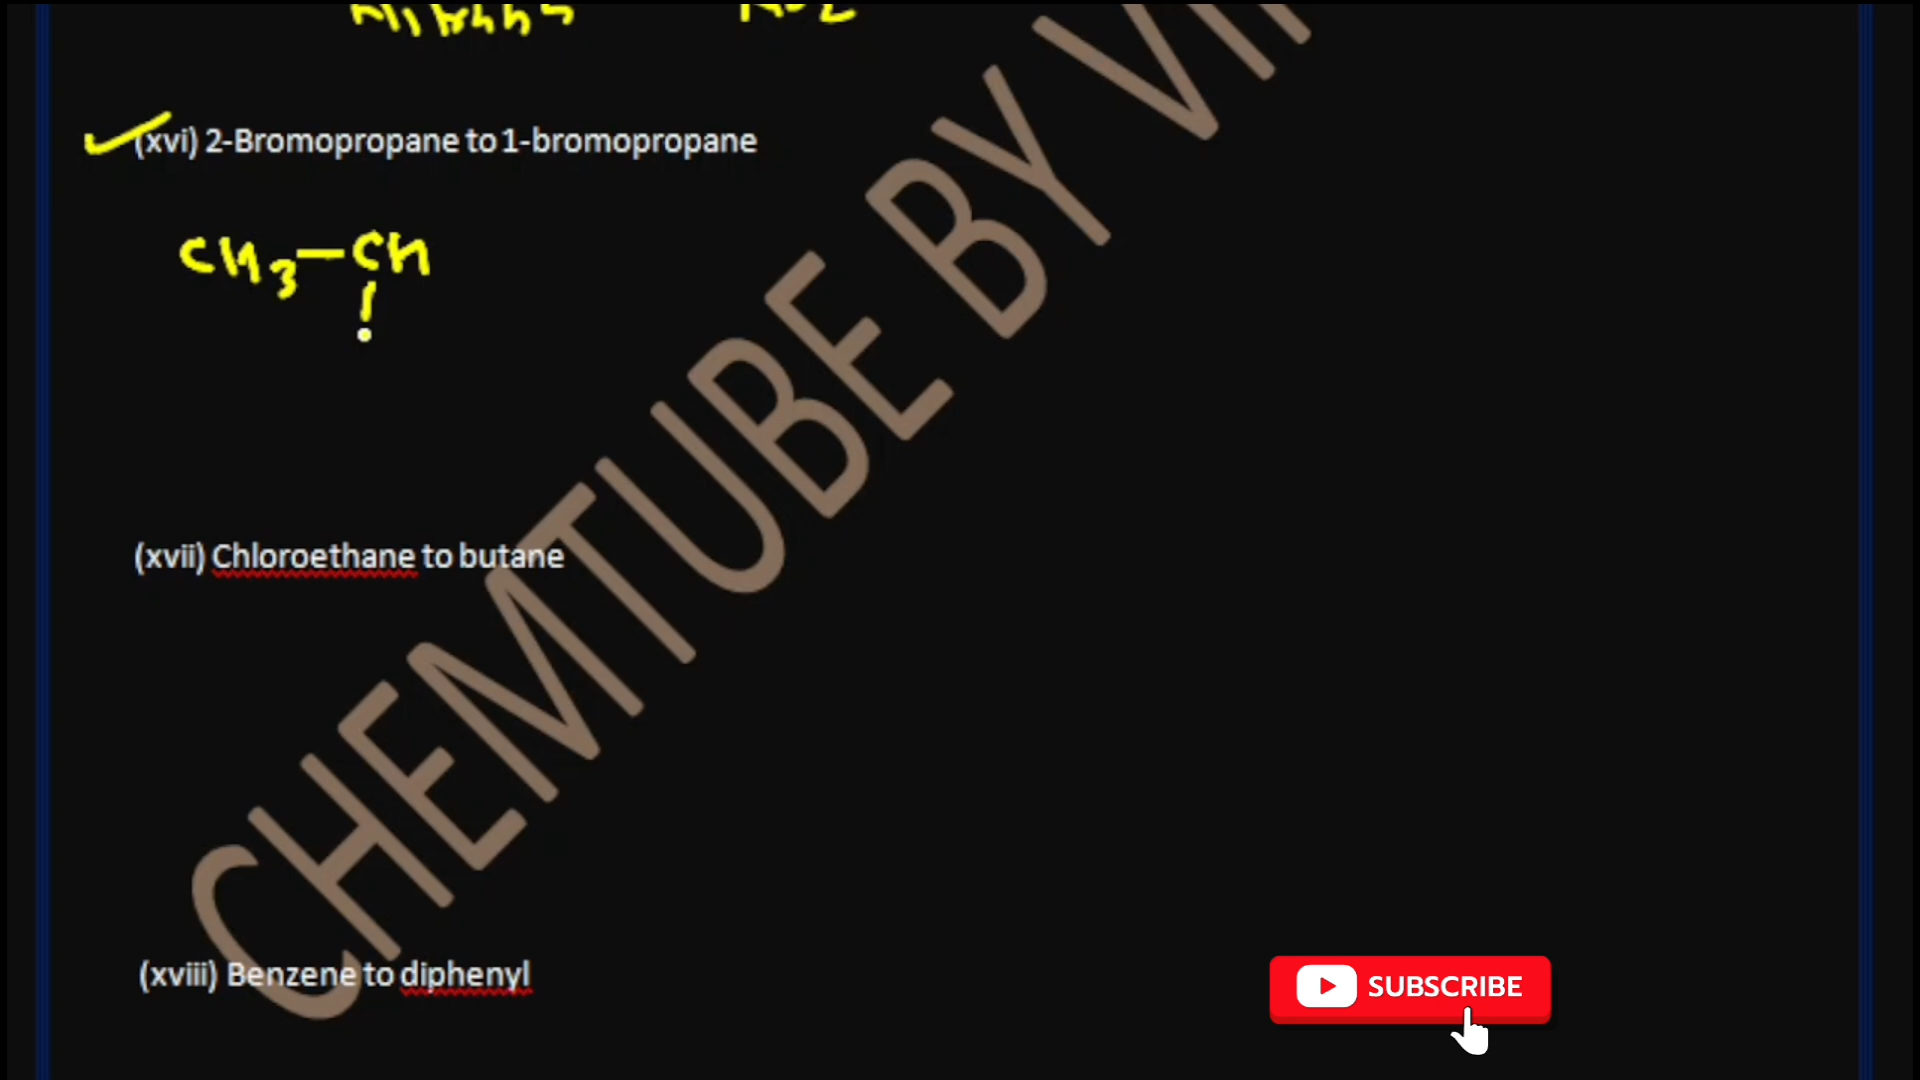 (xvi) 2-Bromopropane to 1-bromopropane
CH3-CH
(xvii) Chloroethane to butane
(xviii) Benzene to diphenyl
CHEMTUBE BY
SUBSCRIBE